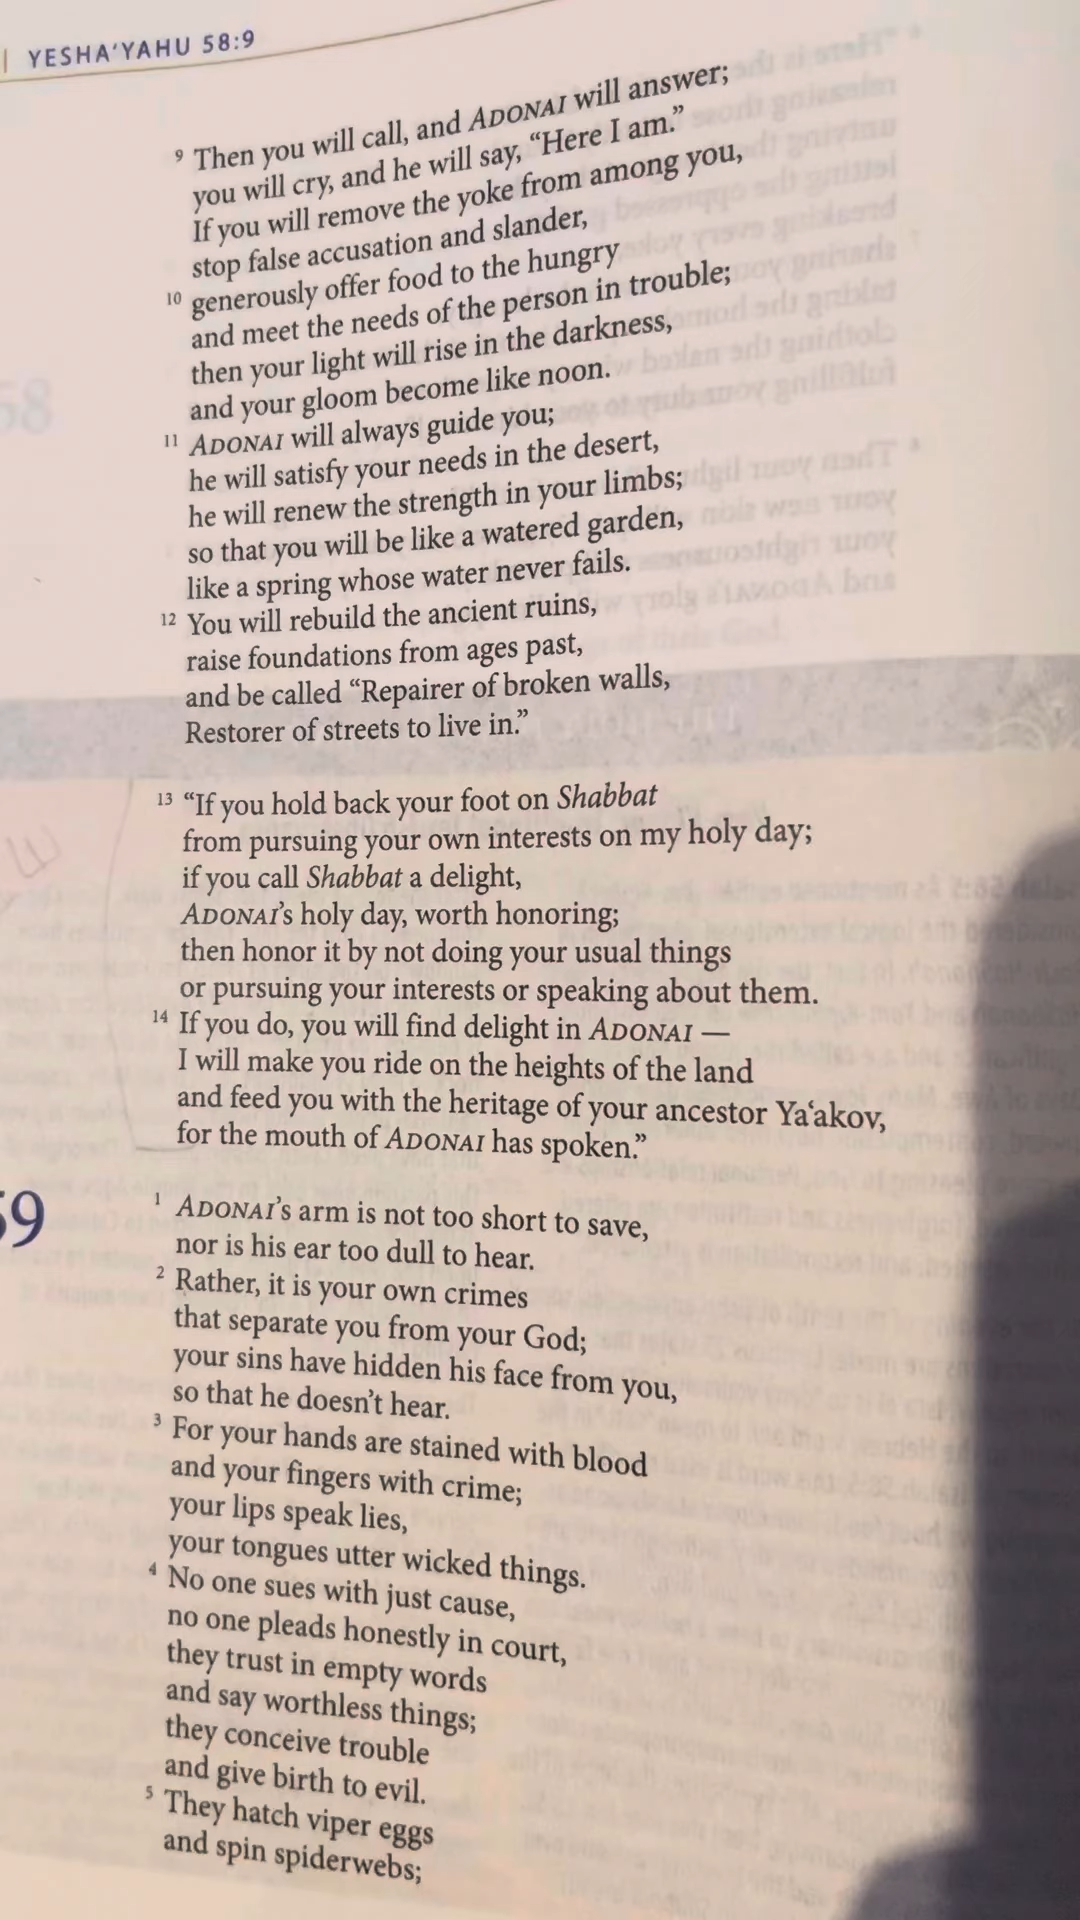 YESHA'YAHU 58:9
9 Then you will call, and ADONAI will answer;
you will cry, and he will say, “Here I am.”
If you will remove the yoke from among you,
stop false accusation and slander,
10 generously offer food to the hungry
and meet the needs of the person in trouble;
then your light will rise in the darkness,
and your gloom become like noon.
11 ADONAI will always guide you;
he will satisfy your needs in the desert,
he will renew the strength in your limbs;
so that you will be like a watered garden,
like a spring whose water never fails.
12 You will rebuild the ancient ruins,
raise foundations from ages past,
and be called “Repairer of broken walls,
Restorer of streets to live in.”
13 “If you hold back your foot on Shabbat
from pursuing your own interests on my holy day;
if you call Shabbat a delight,
ADONAI’s holy day, worth honoring;
then honor it by not doing your usual things
or pursuing your interests or speaking about them.
14 If you do, you will find delight in ADONAI —
I will make you ride on the heights of the land
and feed you with the heritage of your ancestor Ya‘akov,
for the mouth of ADONAI has spoken.”
59
1 ADONAI’s arm is not too short to save,
nor is his ear too dull to hear.
2 Rather, it is your own crimes
that separate you from your God;
your sins have hidden his face from you,
so that he doesn’t hear.
3 For your hands are stained with blood
and your fingers with crime;
your lips speak lies,
your tongues utter wicked things.
4 No one sues with just cause,
no one pleads honestly in court,
they trust in empty words
and say worthless things;
they conceive trouble
and give birth to evil.
5 They hatch viper eggs
and spin spiderwebs;